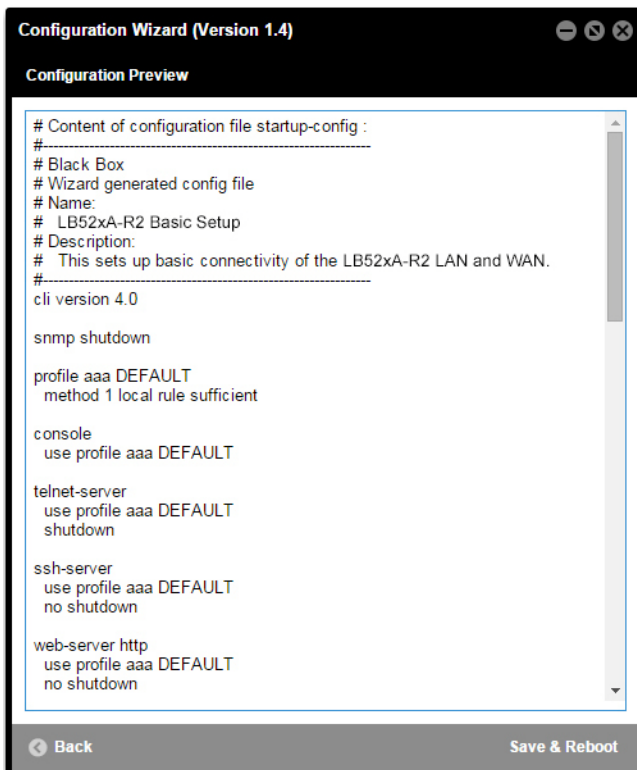 Configuration Wizard (Version 1.4)
Configuration Preview
# Content of configuration file startup-config :
#----------------------------------------------------------------
# Black Box
# Wizard generated config file
# Name:
#   LB52xA-R2 Basic Setup
# Description:
#   This sets up basic connectivity of the LB52xA-R2 LAN and WAN.
#----------------------------------------------------------------
cli version 4.0
snmp shutdown
profile aaa DEFAULT
method 1 local rule sufficient
console
use profile aaa DEFAULT
telnet-server
use profile aaa DEFAULT
shutdown
ssh-server
use profile aaa DEFAULT
no shutdown
web-server http
use profile aaa DEFAULT
no shutdown
Back
Save & Reboot